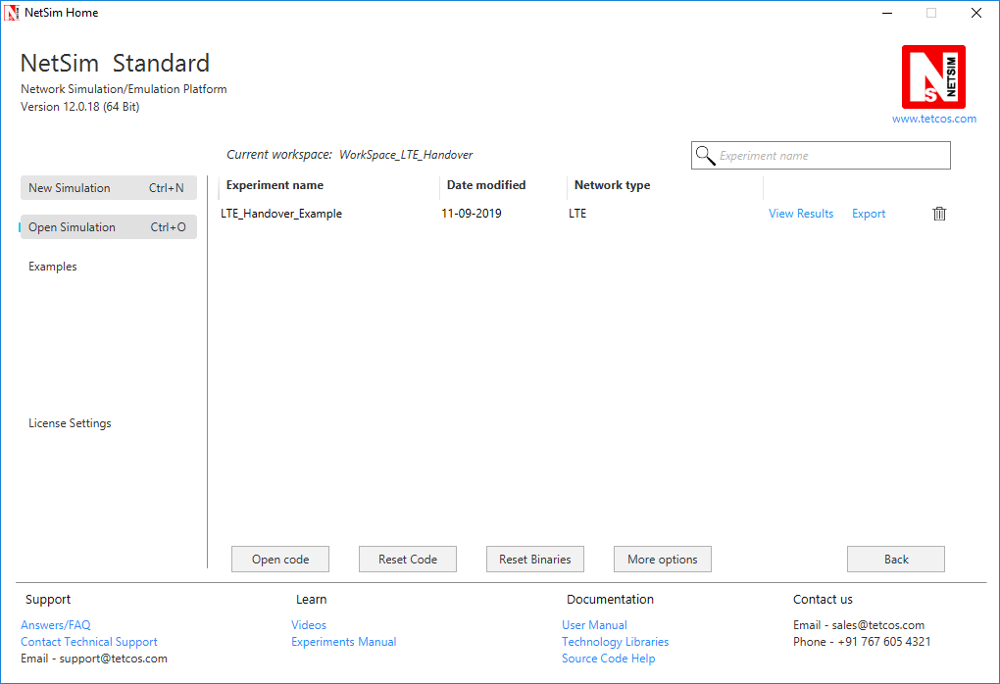 NetSim Home
NetSim Standard
Network Simulation/Emulation Platform
Version 12.0.18 (64 Bit)
NS NETSIM
www.tetcos.com
Current workspace: WorkSpace_LTE_Handover
Experiment name
New Simulation Ctrl+N
Open Simulation Ctrl+O
Examples
License Settings
Experiment name Date modified Network type
LTE_Handover_Example 11-09-2019 LTE View Results Export
Open code Reset Code Reset Binaries More options Back
Support
Answers/FAQ
Contact Technical Support
Email - support@tetcos.com
Learn
Videos
Experiments Manual
Documentation
User Manual
Technology Libraries
Source Code Help
Contact us
Email - sales@tetcos.com
Phone - +91 767 605 4321